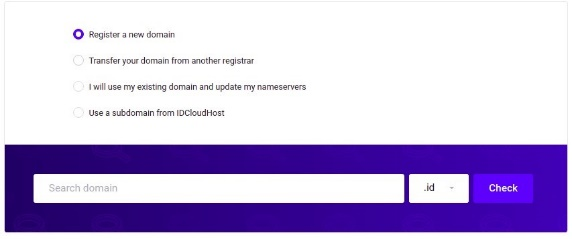 Register a new domain
Transfer your domain from another registrar
I will use my existing domain and update my nameservers
Use a subdomain from IDCloudHost
Search domain
.id
Check